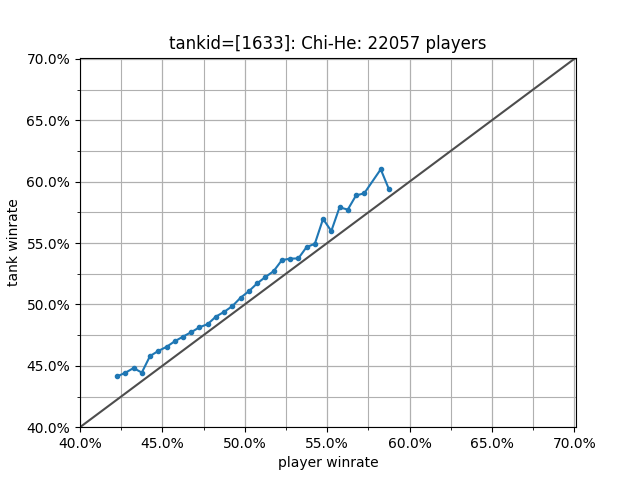 tankid=[1633]: Chi-He: 22057 players
70.0%
65.0%
60.0%
55.0%
50.0%
45.0%
40.0%
tank winrate
40.0% 45.0% 50.0% 55.0% 60.0% 65.0% 70.0%
player winrate